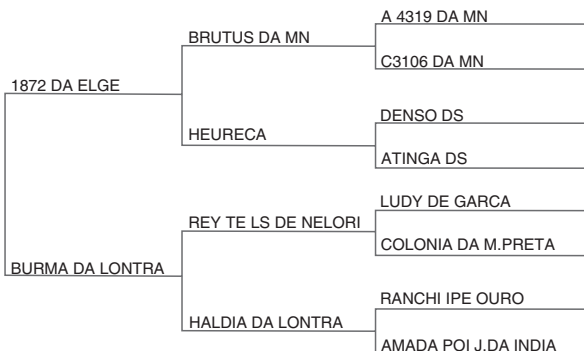 A 4319 DA MN
BRUTUS DA MN
C3106 DA MN
1872 DA ELGE
DENSO DS
HEURECA
ATINGA DS
LUDY DE GARCA
REY TE LS DE NELORI
COLONIA DA M.PRETA
BURMA DA LONTRA
RANCHI IPE OURO
HALDIA DA LONTRA
AMADA POI J.DA INDIA